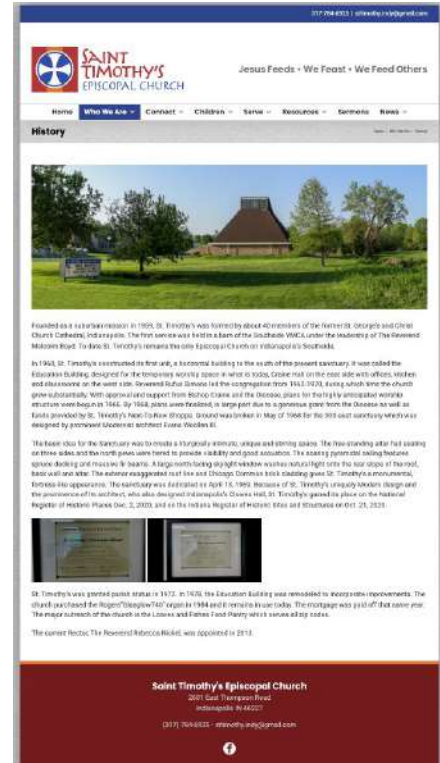 317-784-6925 | sttimothy.indy@gmail.com
SAINT
TIMOTHY'S
EPISCOPAL CHURCH
Jesus Feeds • We Feast • We Feed Others
Home Who We Are Connect Children Serve Resources Sermons News
History
Founded as a suburban mission in 1959, St. Timothy's was formed by about 40 members of the former St. George's and Christ
Church Cathedral, Indianapolis. The first service was held in a barn of the Southside YMCA under the leadership of The Reverend
Malcolm Boyd. To date St. Timothy's remains the only Episcopal Church on Indianapolis's Southside.
In 1960, St. Timothy's constructed its first unit, a horizontal building to the south of the present sanctuary. It was called the
Education Building, designed for the temporary worship space in what is today, Craine Hall on the east side with offices, kitchen
and classrooms on the west side. Reverend Rufus Simons led the congregation from 1962-1970, during which time the church
grew substantially. With approval and support from Bishop Craine and the Diocese, plans for the highly anticipated worship
structure were begun in 1965. By 1968, plans were finalized, in large part due to a generous grant from the Diocese as well as
funds provided by St. Timothy's Next-To-New Shoppe. Ground was broken in May of 1968 for the 300 seat sanctuary which was
designed by prominent Modernist architect Evans Woollen III.
The basic idea for the Sanctuary was to create a liturgically intimate, unique and stirring space. The free-standing altar had seating
on three sides and the north pews were tiered to provide visibility and good acoustics. The soaring pyramidal ceiling features
spruce decking and massive fir beams. A large north-facing skylight window washes natural light onto the rear steps of the roof,
back wall and altar. The exterior exaggerated roof line and Chicago Common brick cladding gives St. Timothy's a monumental,
fortress-like appearance. The sanctuary was dedicated on April 13, 1969. Because of St. Timothy's uniquely Modern design and
the prominence of its architect, who also designed Indianapolis's Clowes Hall, St. Timothy's gained its place on the National
Register of Historic Places Dec. 2, 2020, and on the Indiana Register of Historic Sites and Structures on Oct. 21, 2020.
St. Timothy's was granted parish status in 1972. In 1978, the Education Building was remodeled to incorporate improvements. The
church purchased the Rogers"Glasglow740" organ in 1984 and it remains in use today. The mortgage was paid off that same year.
The major outreach of the church is the Loaves and Fishes Food Pantry which serves all zip codes.
The current Rector, The Reverend Rebecca Nickel, was appointed in 2013.
Saint Timothy's Episcopal Church
2601 East Thompson Road
Indianapolis IN 46227
(317) 784-6925 - sttimothy.indy@gmail.com